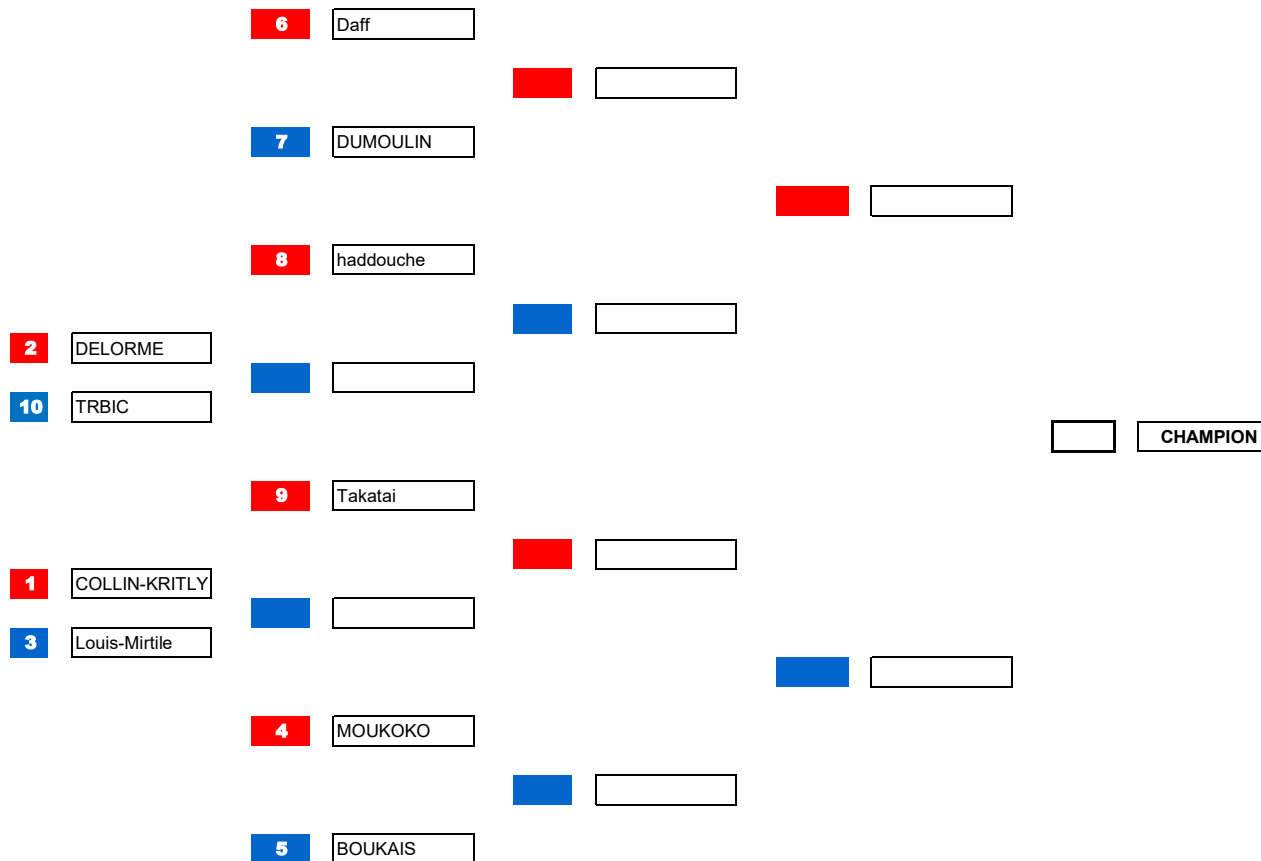 6 Daff
7 DUMOULIN
8 haddouche
2 DELORME
10 TRBIC
CHAMPION
9 Takatai
1 COLLIN-KRITLY
3 Louis-Mirtile
4 MOUKOKO
5 BOUKAIS